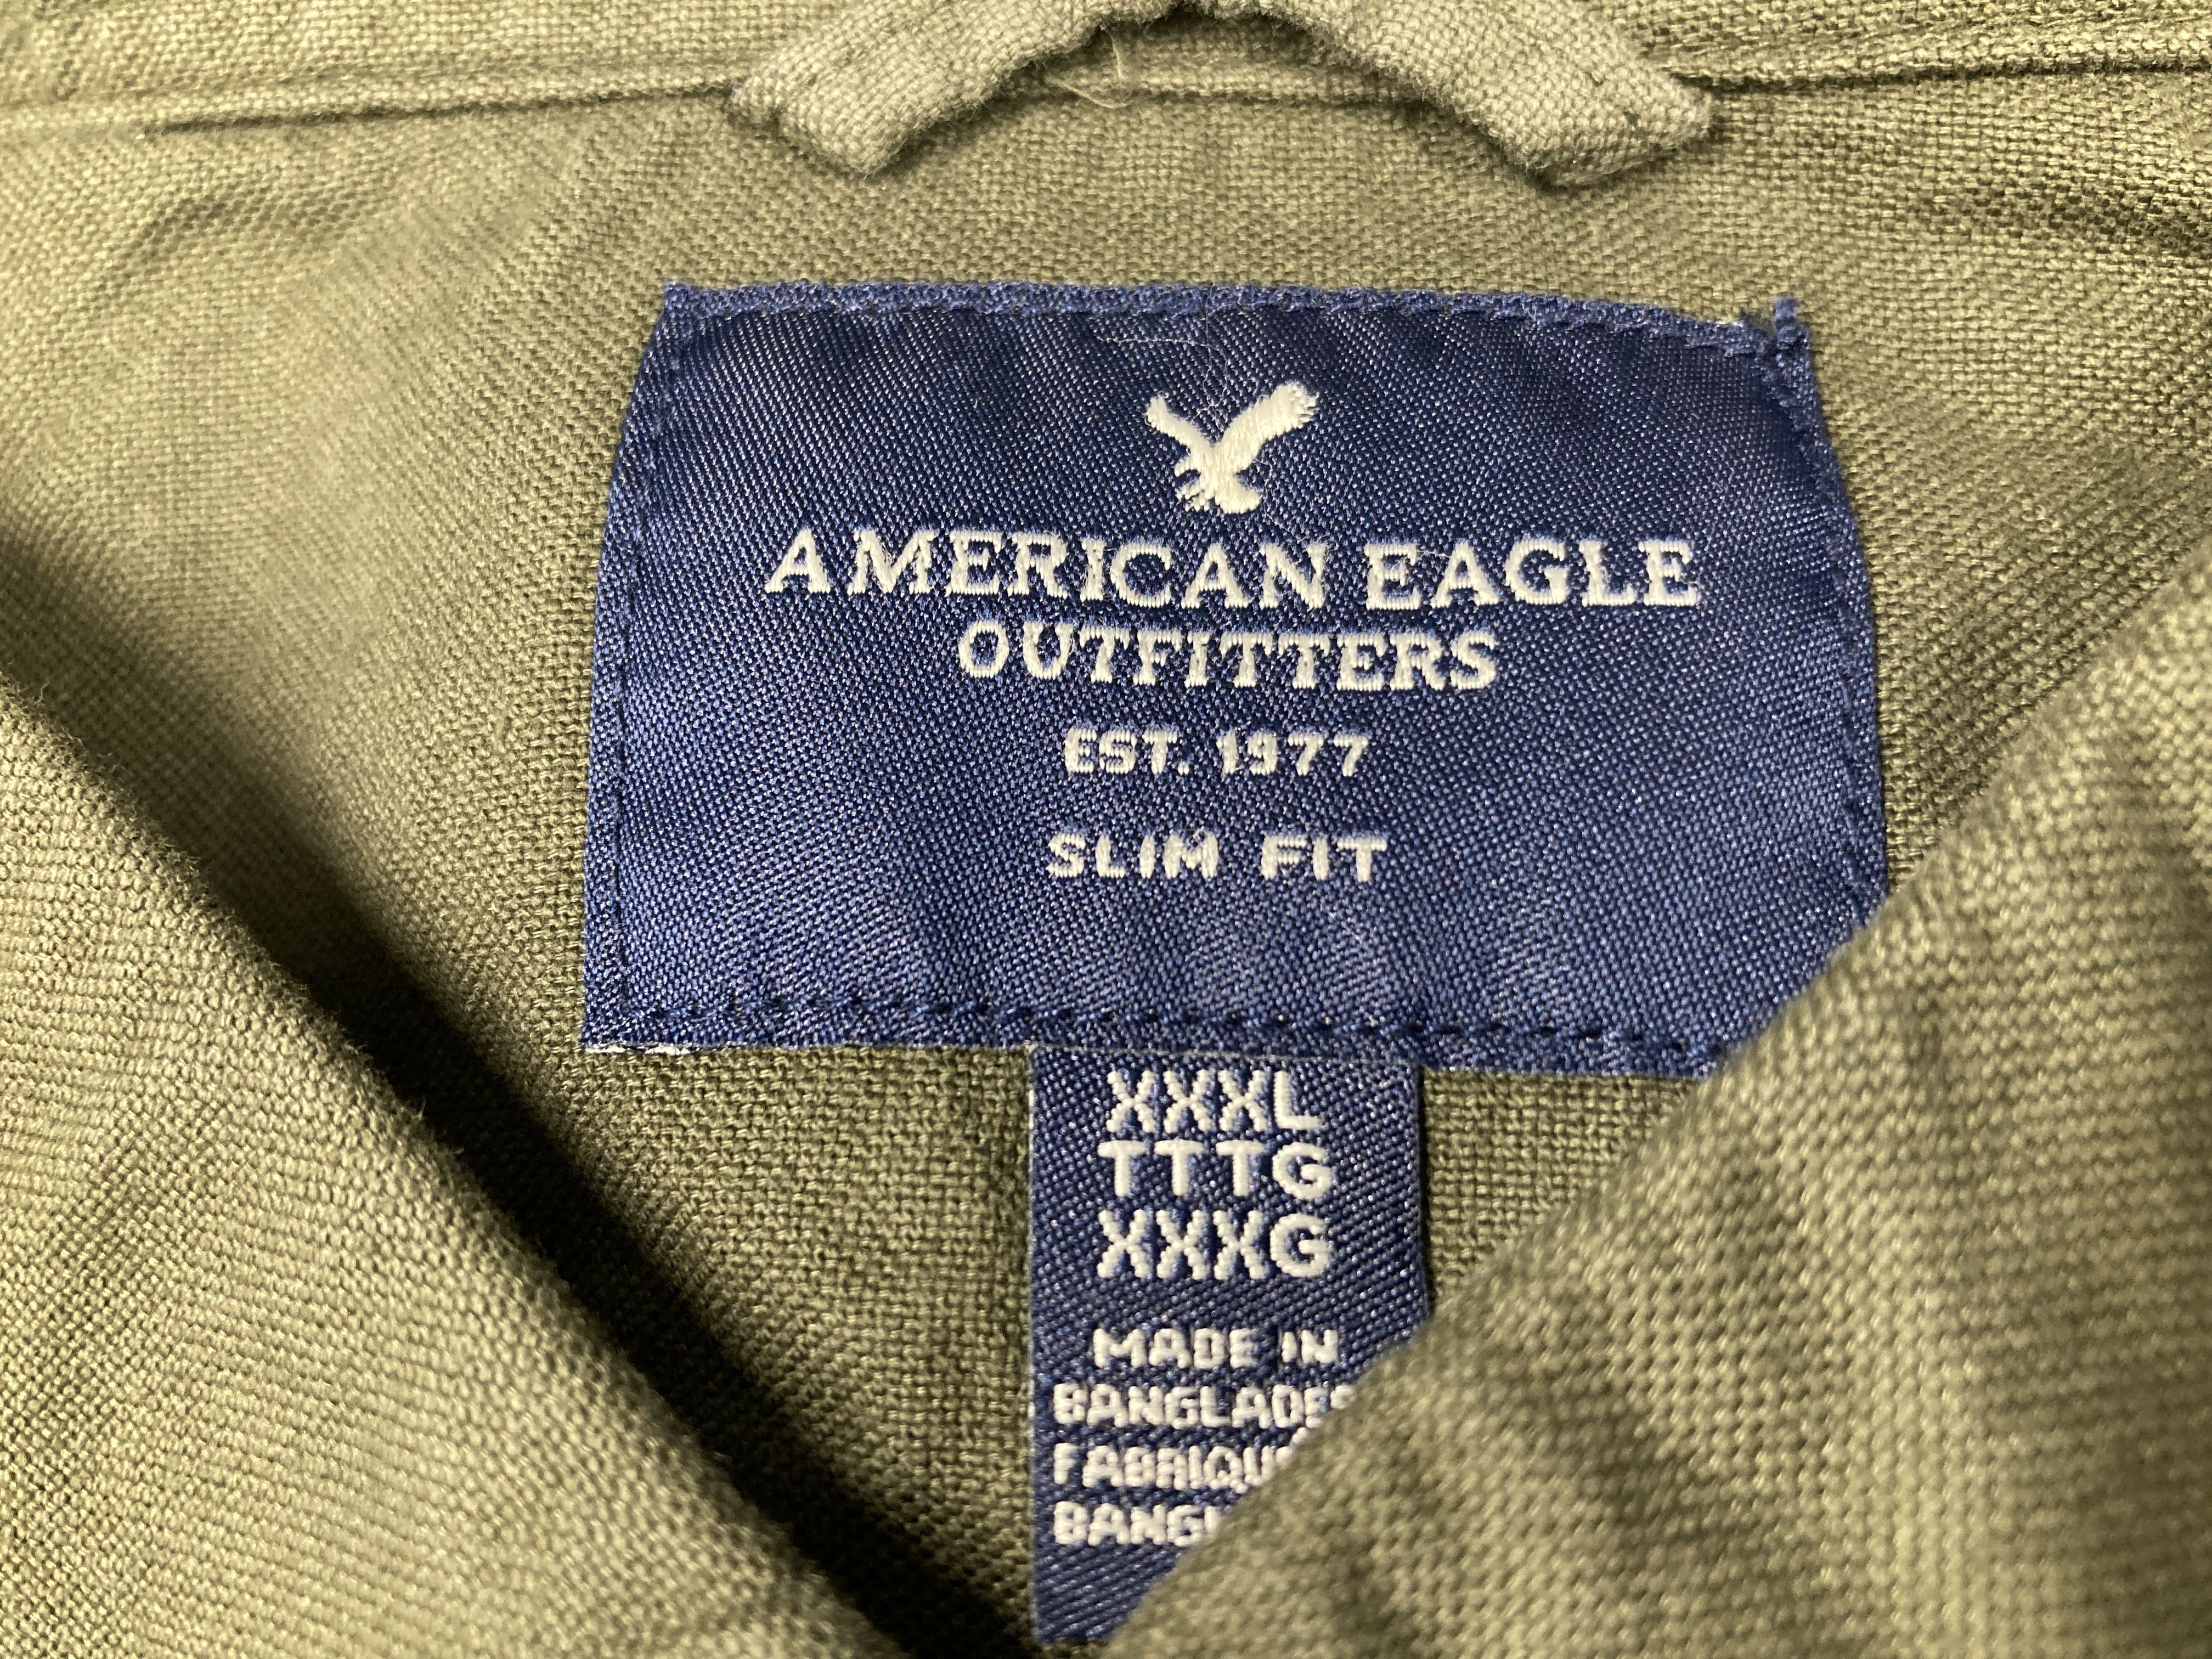 AMERICAN EAGLE
OUTFITTERS
EST. 1977
SLIM FIT
XXXL
TTTG
XXXG
MADE IN